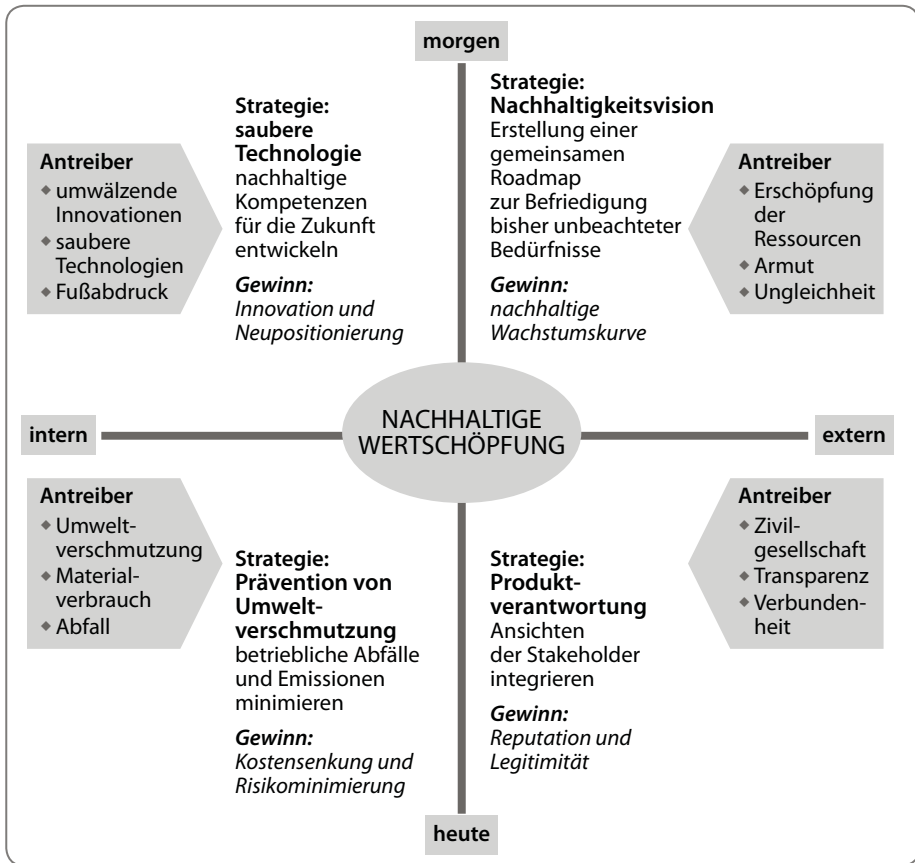 morgen
Antreiber
◆ umwälzende
Innovationen
◆ saubere
Technologien
◆ Fußabdruck
Strategie:
saubere
Technologie
nachhaltige
Kompetenzen
für die Zukunft
entwickeln
Gewinn:
Innovation und
Neupositionierung
Strategie:
Nachhaltigkeitsvision
Erstellung einer
gemeinsamen
Roadmap
zur Befriedigung
bisher unbeachteter
Bedürfnisse
Gewinn:
nachhaltige
Wachstumskurve
Antreiber
◆ Erschöpfung
der
Ressourcen
◆ Armut
◆ Ungleichheit
intern
NACHHALTIGE
WERTSCHÖPFUNG
extern
Antreiber
◆ Umwelt-
verschmutzung
◆ Material-
verbrauch
◆ Abfall
Strategie:
Prävention von
Umwelt-
verschmutzung
betriebliche Abfälle
und Emissionen
minimieren
Gewinn:
Kostensenkung und
Risikominimierung
Strategie:
Produkt-
verantwortung
Ansichten
der Stakeholder
integrieren
Gewinn:
Reputation und
Legitimität
Antreiber
◆ Zivil-
gesellschaft
◆ Transparenz
◆ Verbunden-
heit
heute